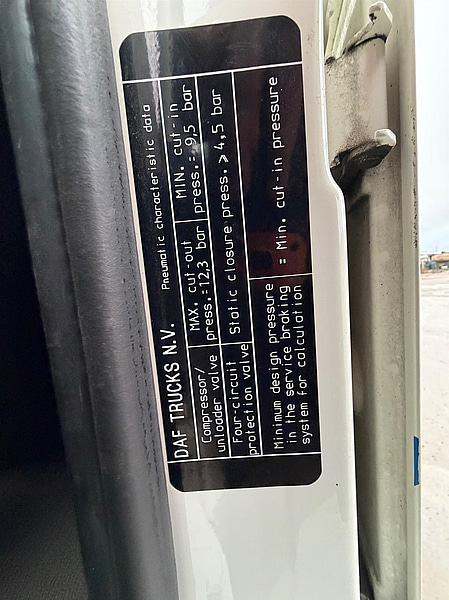 DAF TRUCKS N.V. Pneumatic characteristic data
Compressor/ MAX. cut-out MIN. cut-in
unloader valve press.=12,3 bar press.= 9,5 bar
Four-circuit Static closure press. ⩾ 4,5 bar
protection valve
Minimum design pressure
in the service braking = Min. cut-in pressure
system for calculation